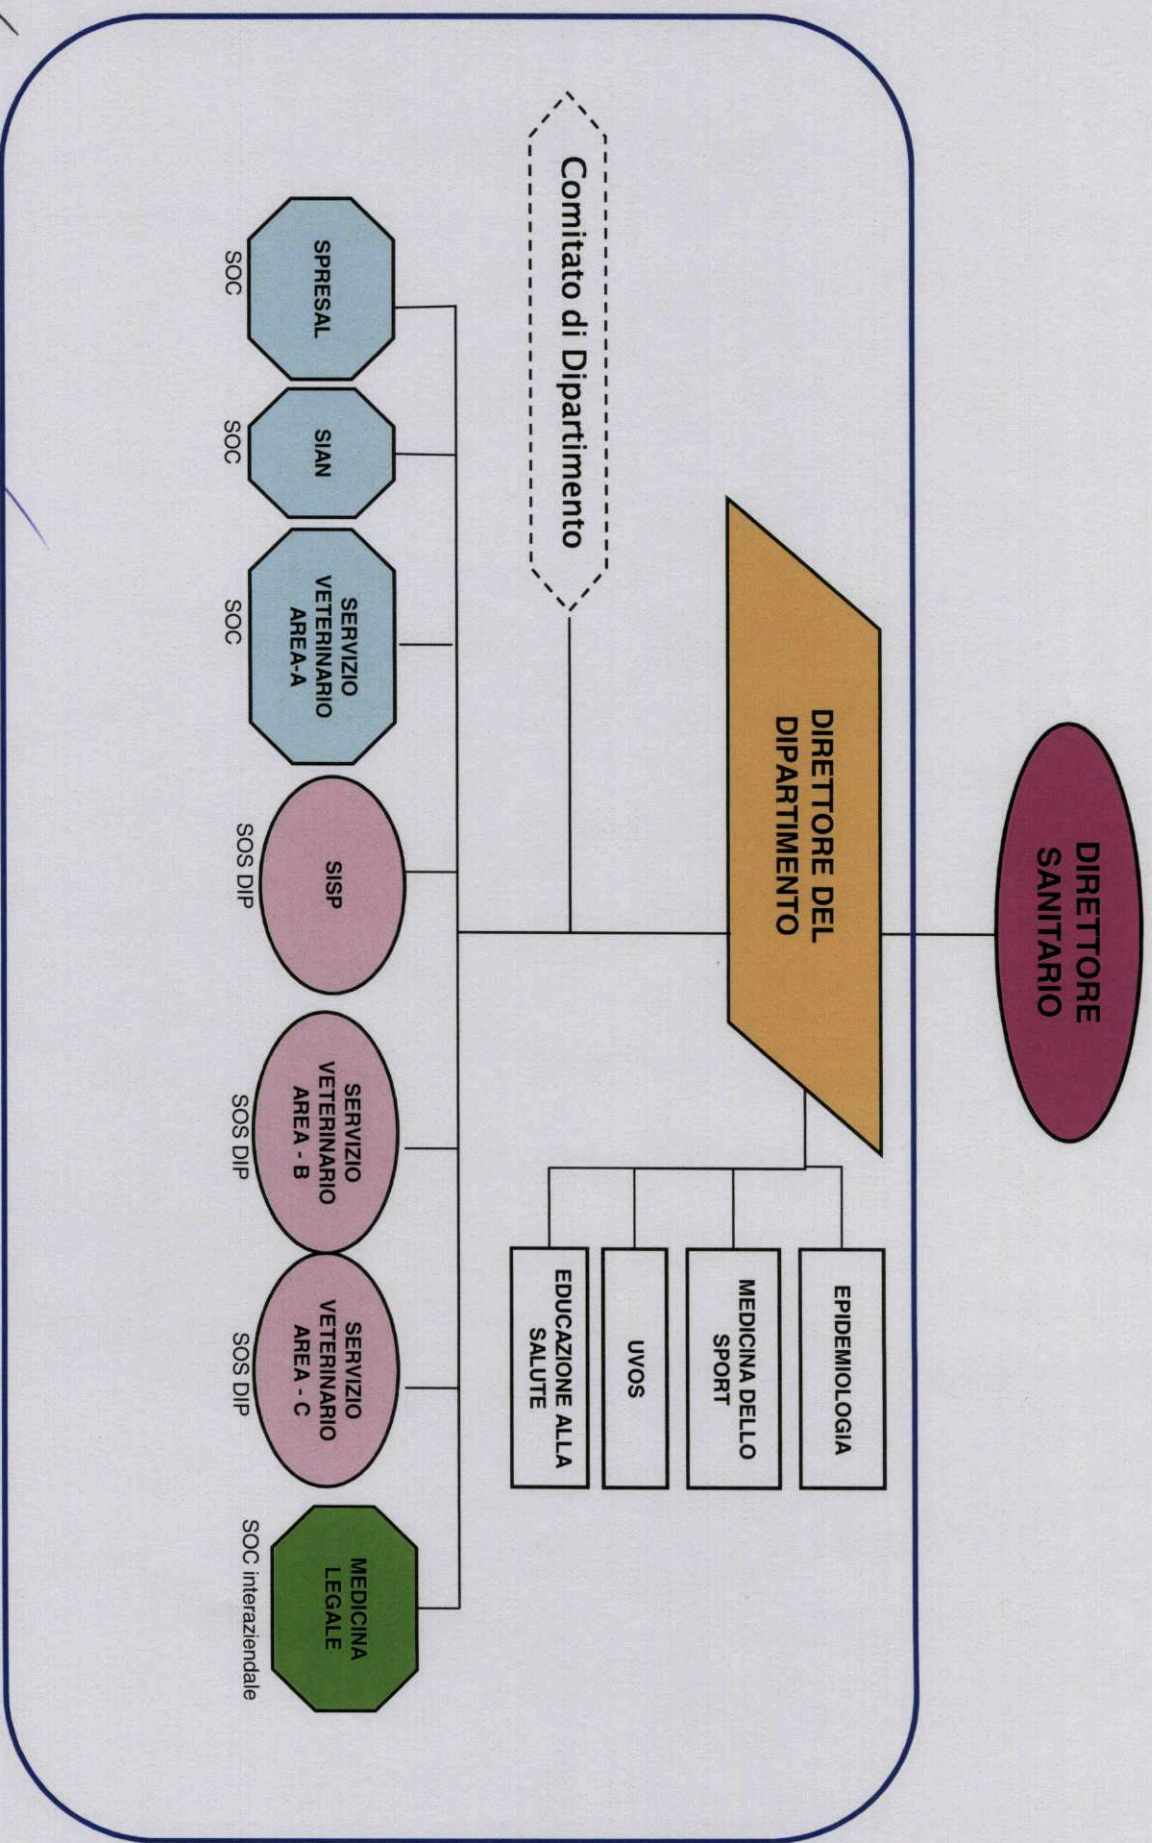 DIRETTORE
SANITARIO
DIRETTORE DEL
DIPARTIMENTO
EPIDEMIOLOGIA
MEDICINA DELLO
SPORT
UVOS
EDUCAZIONE ALLA
SALUTE
Comitato di Dipartimento
SPRESAL
SOC
SIAN
SOC
SERVIZIO
VETERINARIO
AREA-A
SOC
SISP
SOS DIP
SERVIZIO
VETERINARIO
AREA - B
SOS DIP
SERVIZIO
VETERINARIO
AREA - C
SOS DIP
MEDICINA
LEGALE
SOC interaziendale